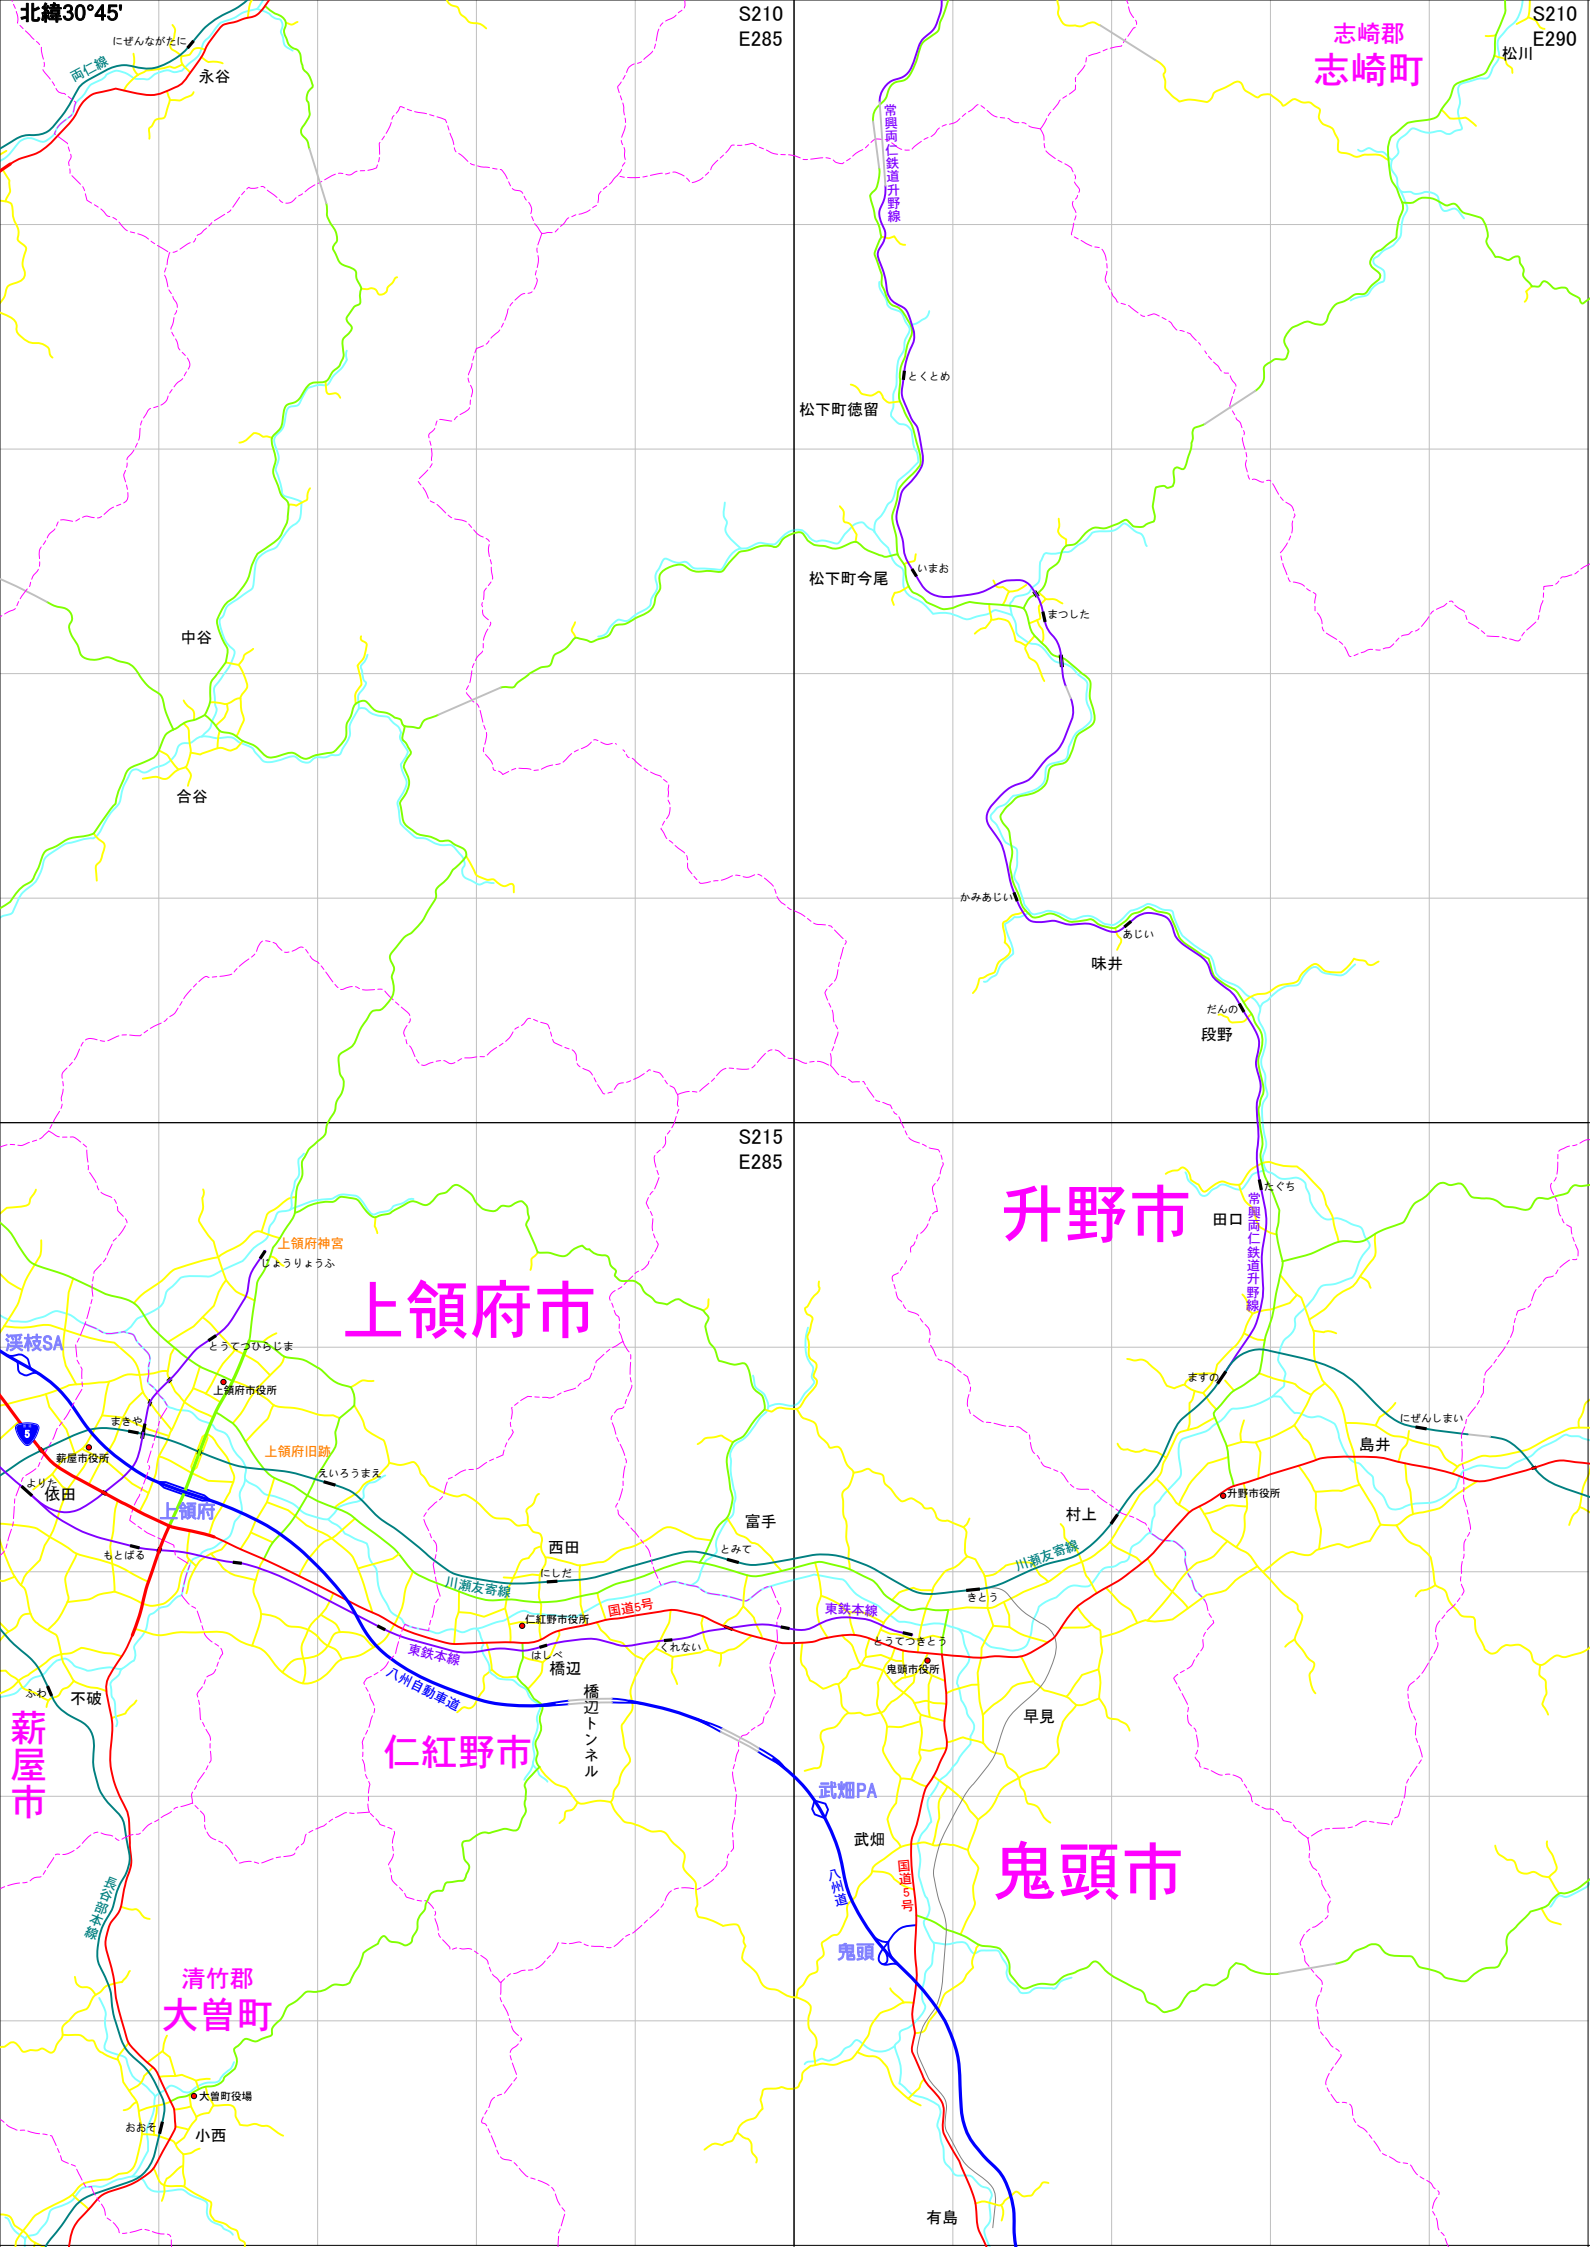 北緯30°45'
S210
E285
S210
E290
志崎郡
志崎町
松川
にぜんながたに
両仁線
永谷
常興両仁鉄道升野線
とくとめ
松下町徳留
いまお
松下町今尾
まつした
中谷
合谷
かみあじい
あじい
味井
だんの
段野
S215
E285
升野市
たぐち
田口
常興両仁鉄道升野線
上領府神宮
じょうりょうふ
上領府市
渓枝SA
とうてつひらじま
上領府市役所
ますの
5
まきや
薪屋市役所
上領府旧跡
えいろうまえ
にぜんしまい
島井
よりた
依田
上領府
升野市役所
村上
富手
もとばる
西田
とみて
にしだ
川瀬友寄線
川瀬友寄線
きとう
仁紅野市役所
国道5号
東鉄本線
とうてつきとう
東鉄本線
はしべ
くれない
橋辺
鬼頭市役所
八州自動車道
橋辺トンネル
ふわ
不破
早見
薪屋市
仁紅野市
武畑PA
武畑
鬼頭市
八州道
国道5号
長谷部本線
鬼頭
清竹郡
大曽町
大曽町役場
おおそ
小西
有島